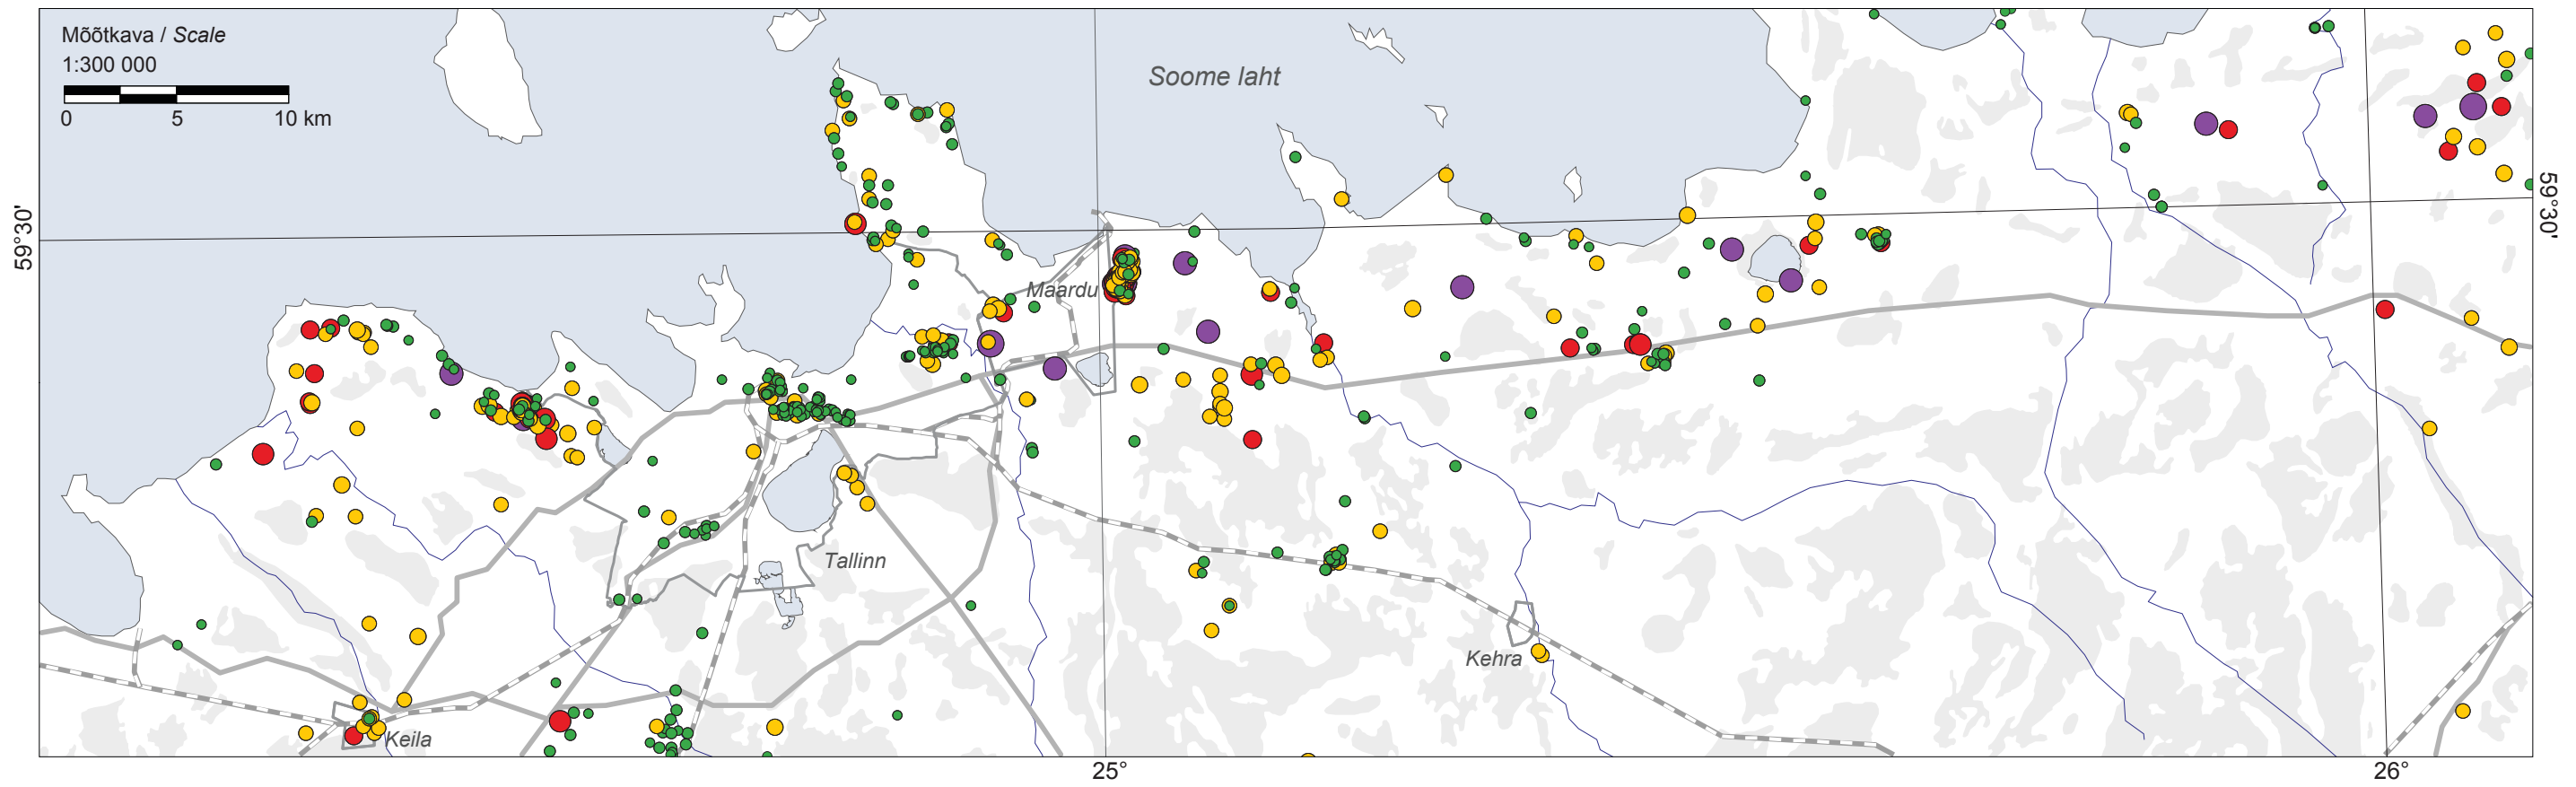 Mõõtkava / Scale
1:300 000
0 5 10 km
Soome laht
59°30'
59°30'
Maardu
Tallinn
Kehra
Keila
25°
26°